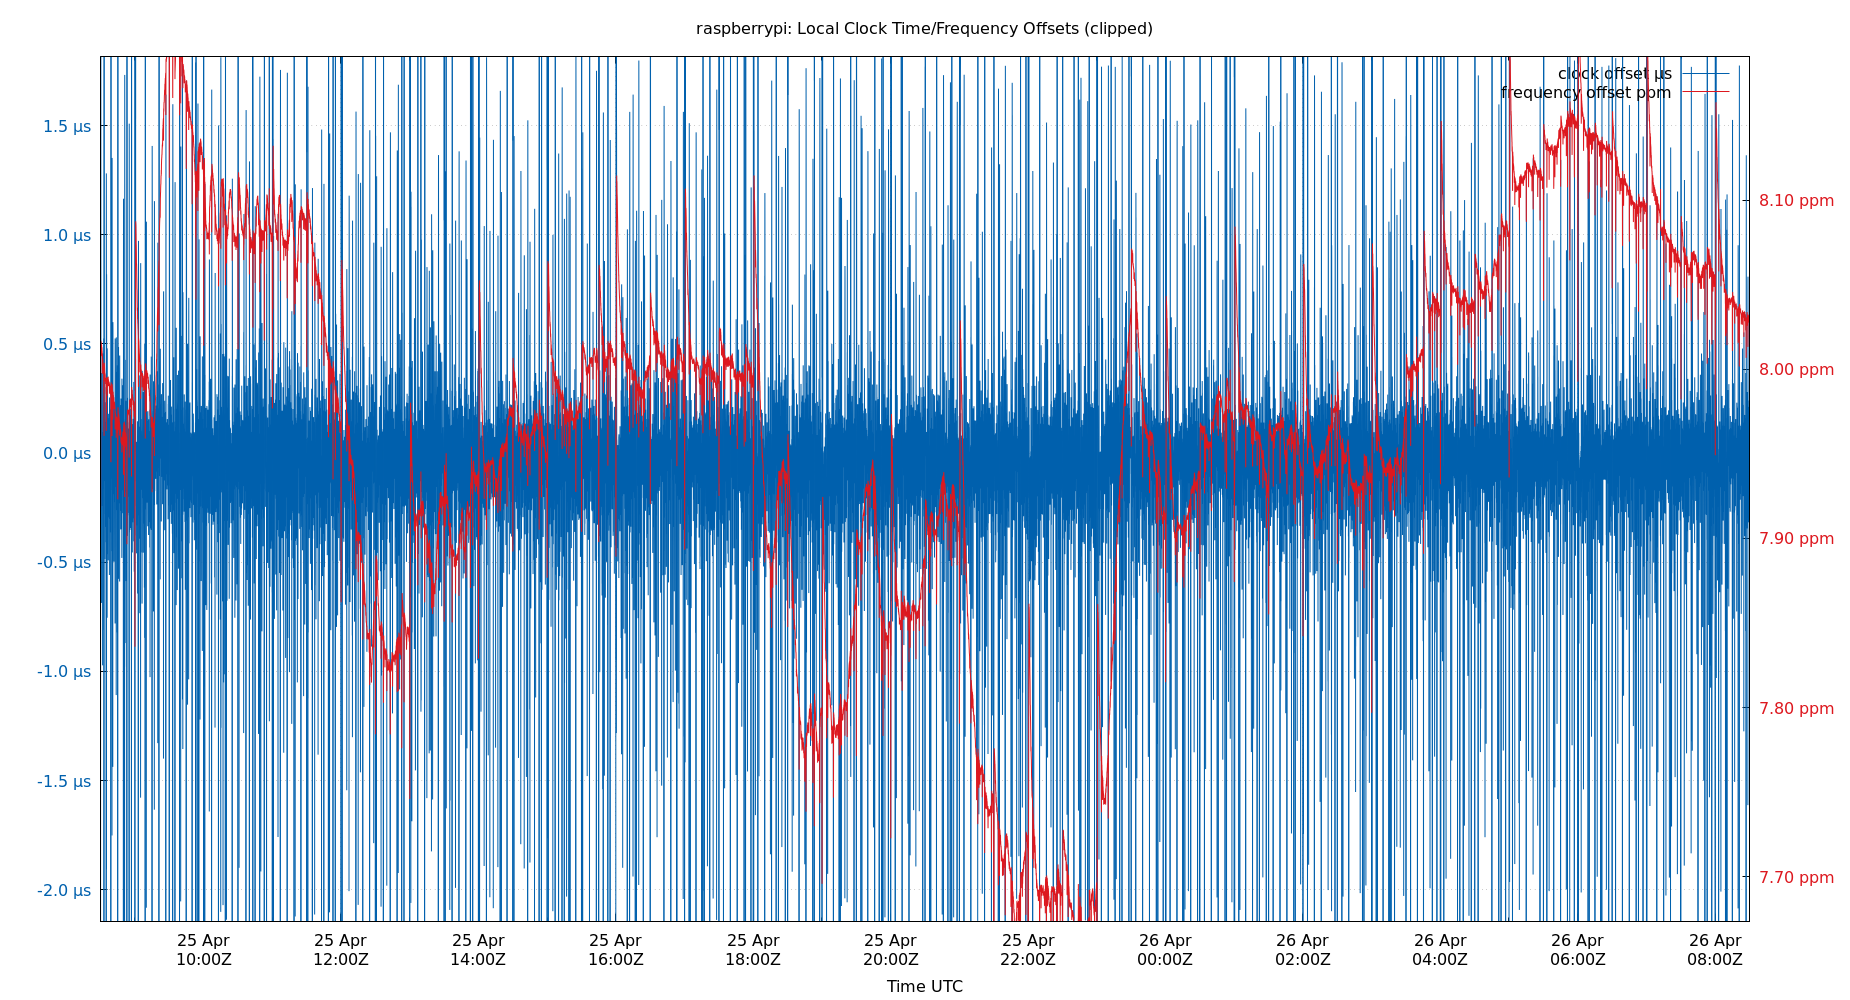 raspberrypi: Local Clock Time/Frequency Offsets (clipped)
clock offset µs
frequency offset ppm
1.5 µs
1.0 µs
0.5 µs
0.0 µs
-0.5 µs
-1.0 µs
-1.5 µs
-2.0 µs
8.10 ppm
8.00 ppm
7.90 ppm
7.80 ppm
7.70 ppm
25 Apr 25 Apr 25 Apr 25 Apr 25 Apr 25 Apr 25 Apr 26 Apr 26 Apr 26 Apr 26 Apr 26 Apr
10:00Z 12:00Z 14:00Z 16:00Z 18:00Z 20:00Z 22:00Z 00:00Z 02:00Z 04:00Z 06:00Z 08:00Z
Time UTC